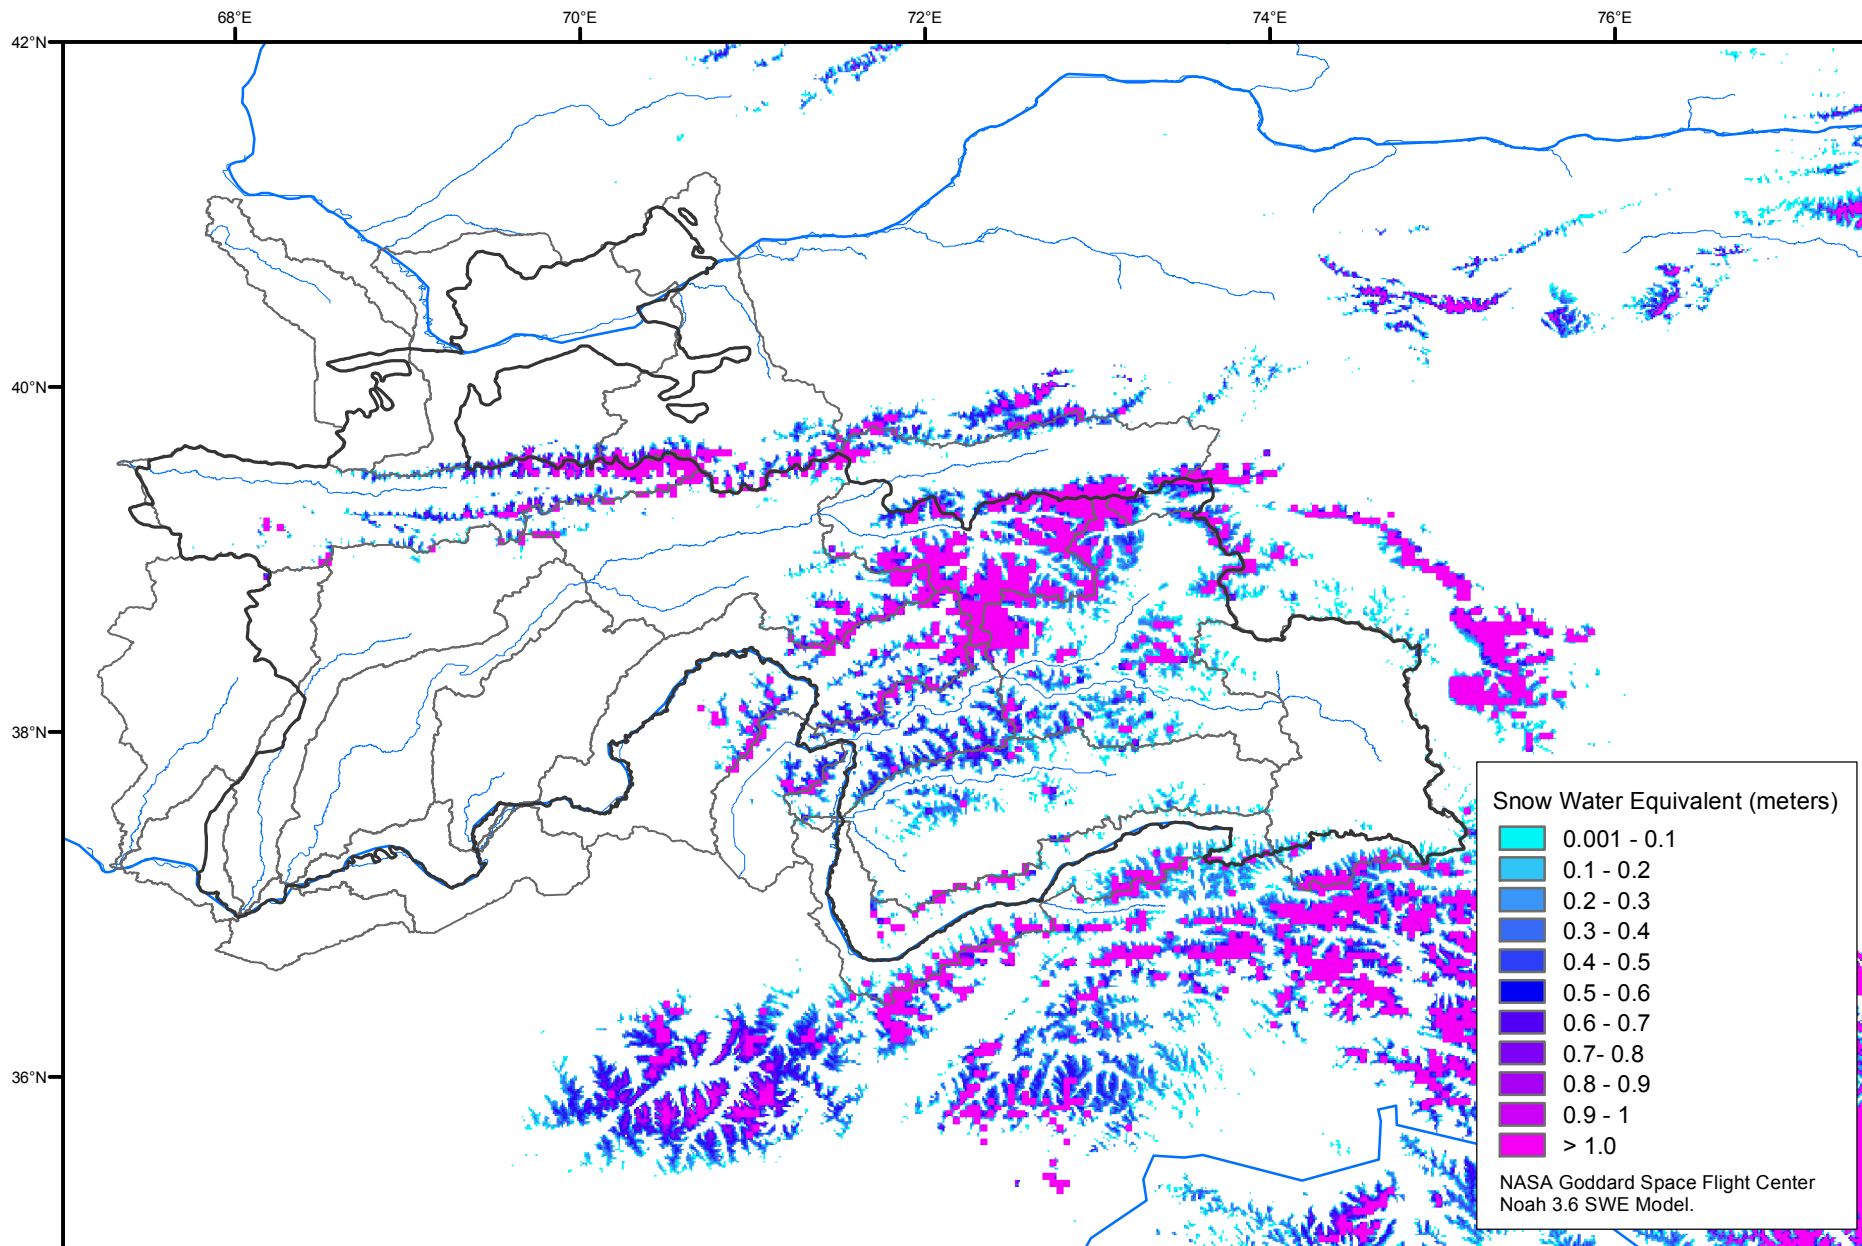 68°E 70°E 72°E 74°E 76°E
42°N
40°N
38°N
36°N
Snow Water Equivalent (meters)
0.001 - 0.1
0.1 - 0.2
0.2 - 0.3
0.3 - 0.4
0.4 - 0.5
0.5 - 0.6
0.6 - 0.7
0.7- 0.8
0.8 - 0.9
0.9 - 1
> 1.0
NASA Goddard Space Flight Center
Noah 3.6 SWE Model.